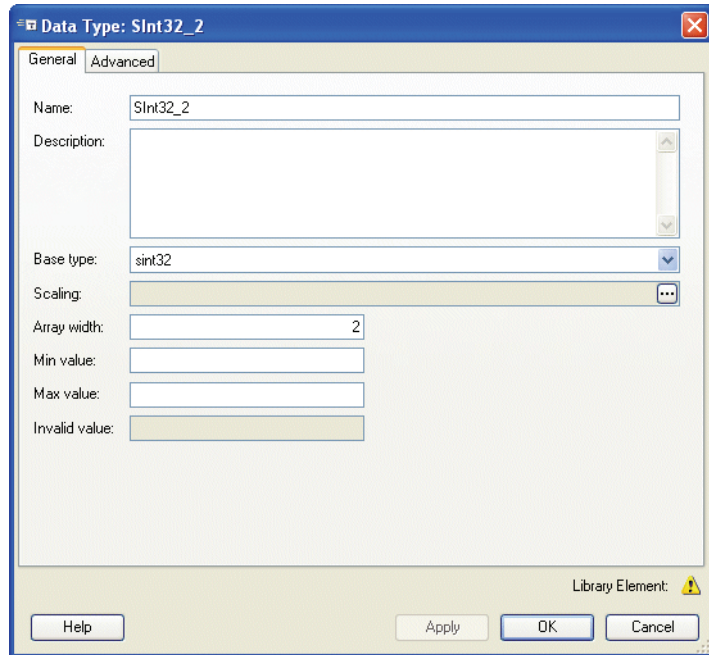 Data Type: SInt32_2
General Advanced
Name: SInt32_2
Description:
Base type: sint32
Scaling: ...
Array width: 2
Min value:
Max value:
Invalid value:
Library Element:
Help Apply OK Cancel